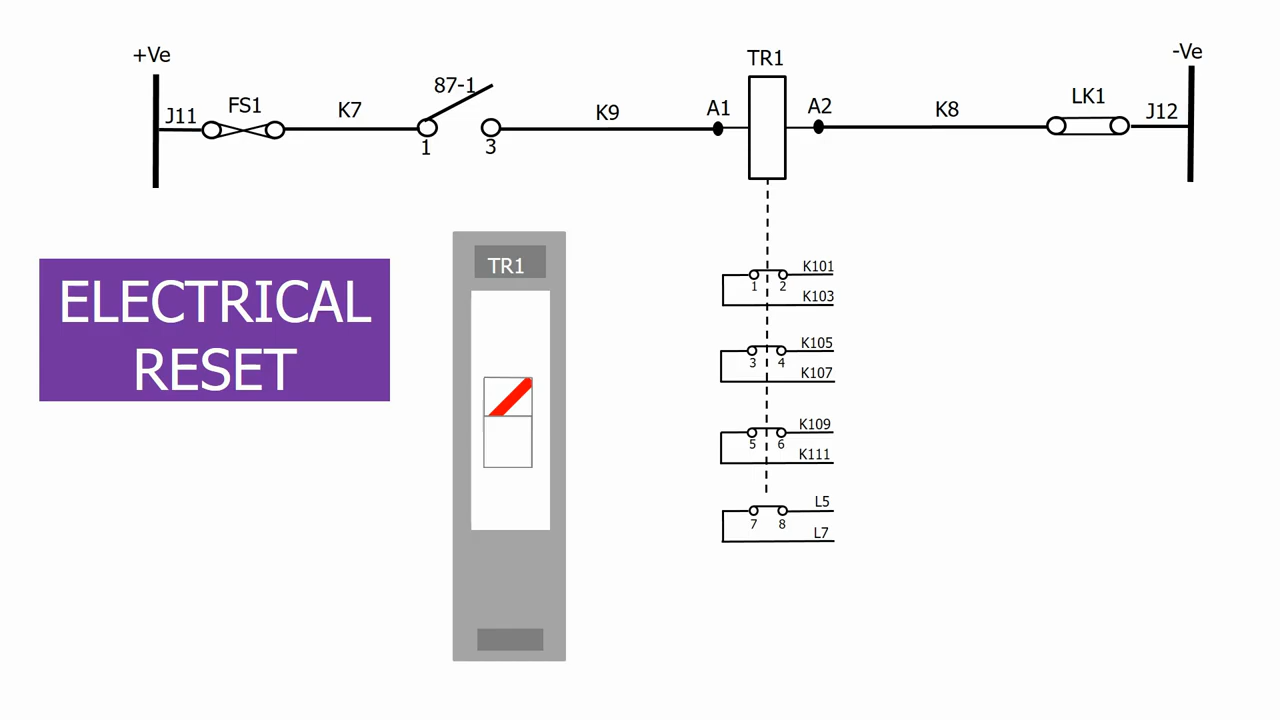 +Ve
-Ve
J11
FS1
K7
87-1
1
3
K9
A1
TR1
A2
K8
LK1
J12
ELECTRICAL
RESET
TR1
1
2
K101
K103
3
4
K105
K107
5
6
K109
K111
7
8
L5
L7